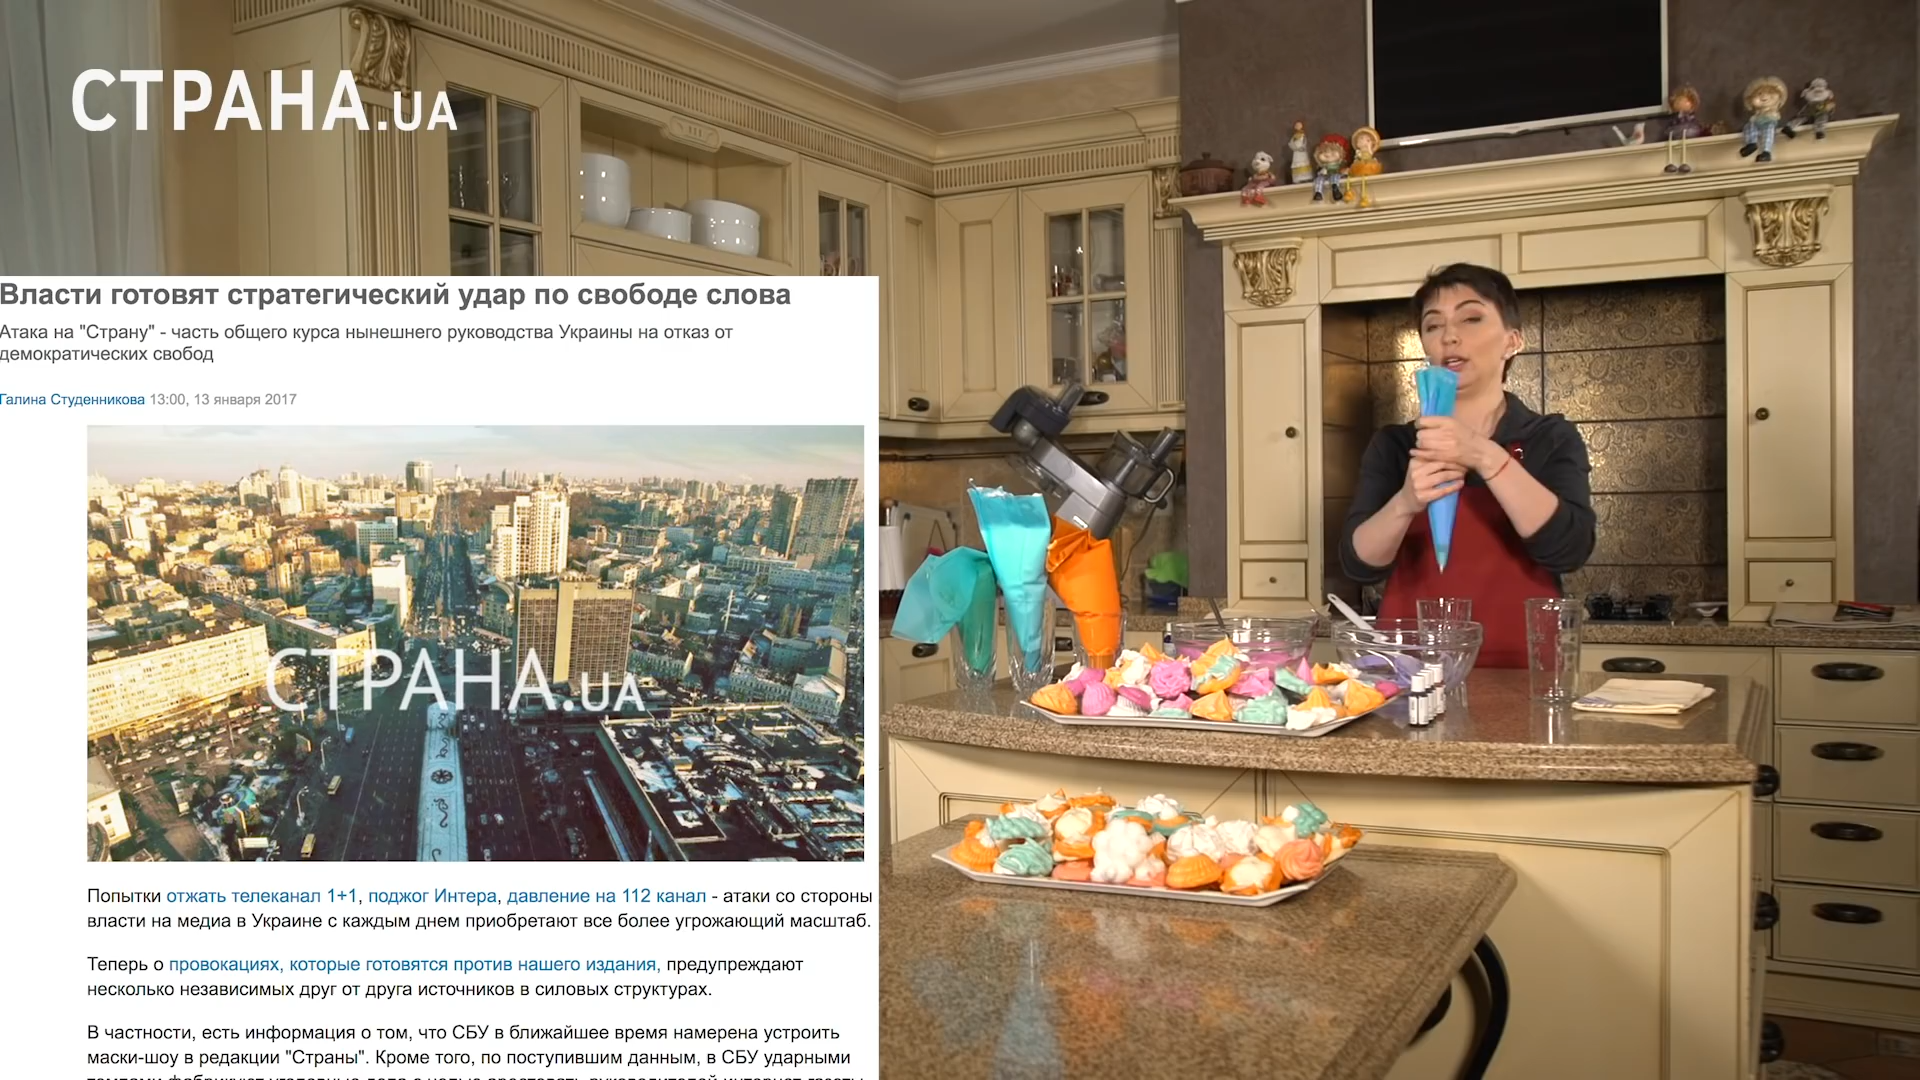 СТРАНА.UA
Власти готовят стратегический удар по свободе слова
Атака на "Страну" - часть общего курса нынешнего руководства Украины на отказ от
демократических свобод
Галина Студенникова 13:00, 13 января 2017
СТРАНА.UA
Попытки отжать телеканал 1+1, поджог Интера, давление на 112 канал - атаки со стороны
власти на медиа в Украине с каждым днем приобретают все более угрожающий масштаб.
Теперь о провокациях, которые готовятся против нашего издания, предупреждают
несколько независимых друг от друга источников в силовых структурах.
В частности, есть информация о том, что СБУ в ближайшее время намерена устроить
маски-шоу в редакции "Страны". Кроме того, по поступившим данным, в СБУ ударными